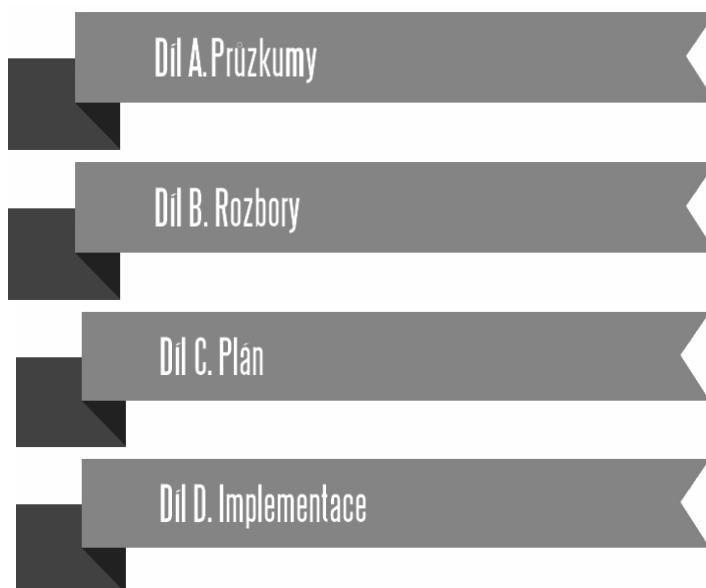 Díl A. Průzkumy
Díl B. Rozbory
Díl C. Plán
Díl D. Implementace